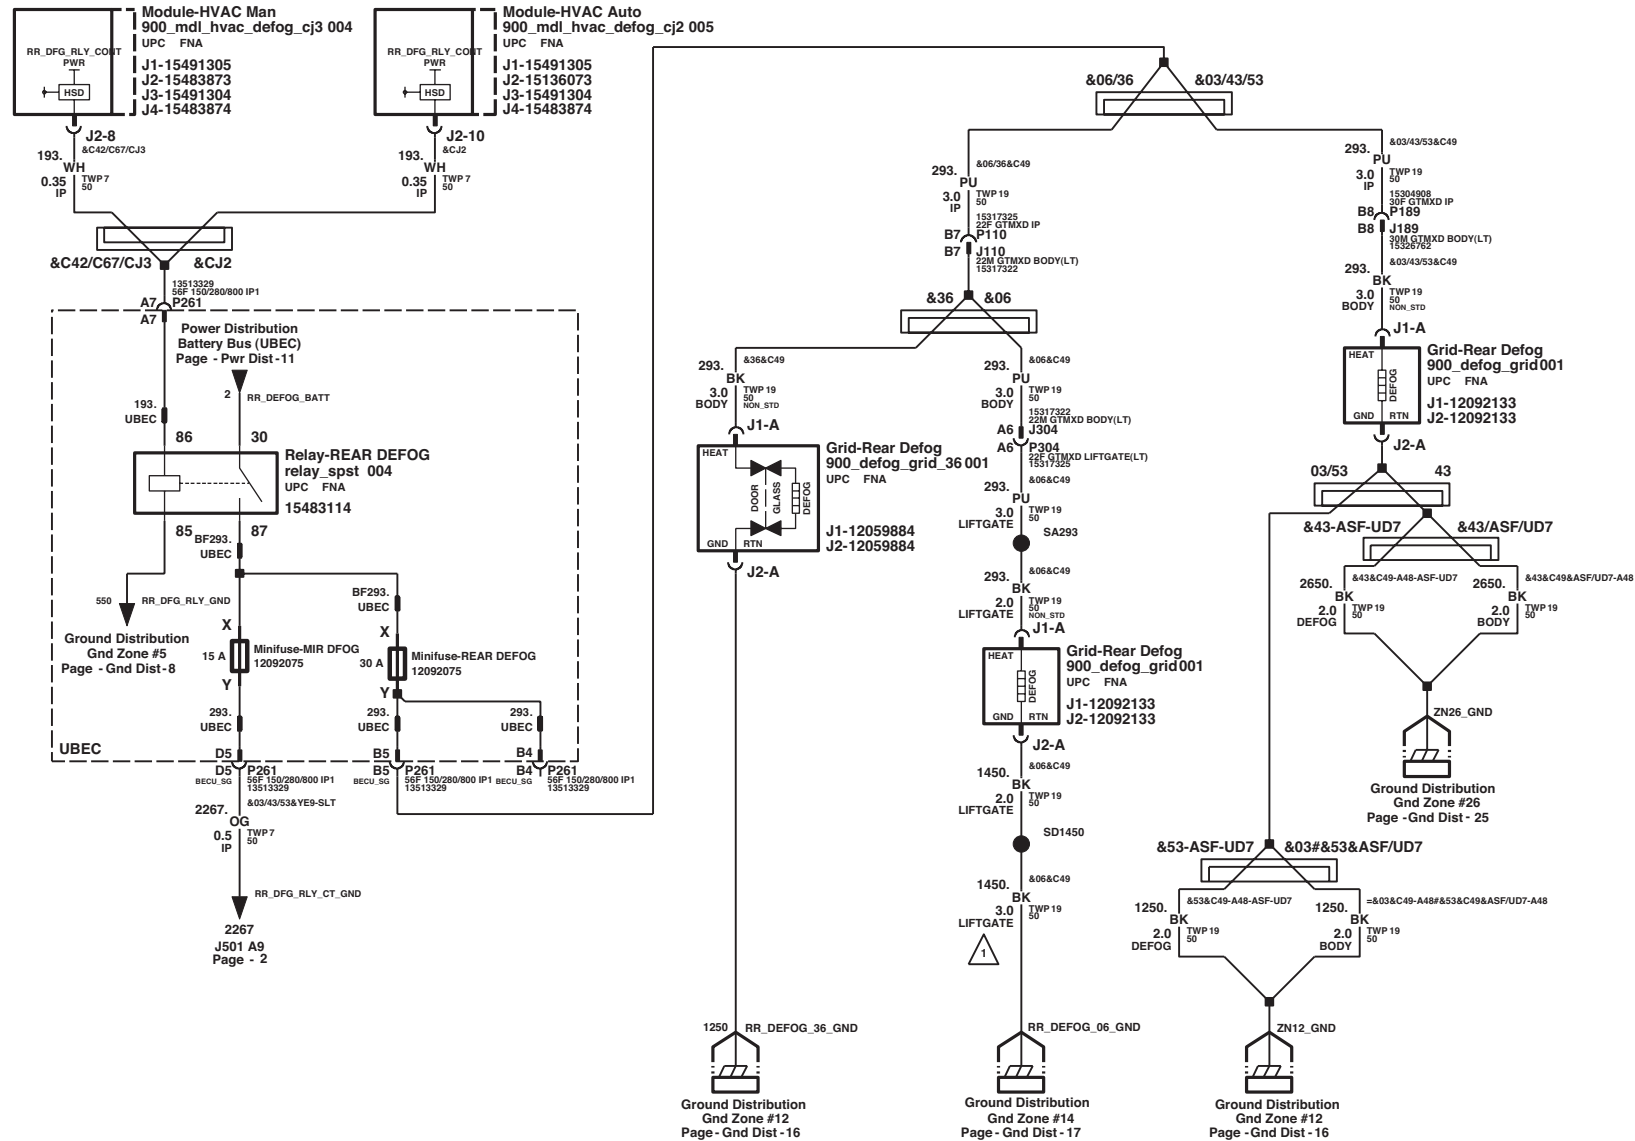 Module-HVAC Man
900_mdl_hvac_defog_cj3 004
UPC FNA
J1-15491305
J2-15483873
J3-15491304
J4-15483874
RR_DFG_RLY_CONT
PWR
HSD
J2-8
&C42/C67/CJ3
193.
WH
0.35
IP
TWP 7
50
Module-HVAC Auto
900_mdl_hvac_defog_cj2 005
UPC FNA
J1-15491305
J2-15136073
J3-15491304
J4-15483874
RR_DFG_RLY_CONT
PWR
HSD
J2-10
&CJ2
193.
WH
0.35
IP
TWP 7
50
&C42/C67/CJ3 &CJ2
13513329
56F 150/280/800 IP1
A7 P261
A7
Power Distribution
Battery Bus (UBEC)
Page - Pwr Dist-11
2 RR_DEFOG_BATT
193.
UBEC
86 30
Relay-REAR DEFOG
relay_spst 004
UPC FNA
15483114
85 87
BF293.
UBEC
550 RR_DFG_RLY_GND
Ground Distribution
Gnd Zone #5
Page - Gnd Dist-8
BF293.
UBEC
X
15 A
Minifuse-MIR DFOG
12092075
Y
X
30 A
Minifuse-REAR DEFOG
12092075
Y
293.
UBEC
293.
UBEC
293.
UBEC
UBEC
D5
D5 P261
BECU_SG
56F 150/280/800 IP1
13513329
B5
B5 P261
BECU_SG
56F 150/280/800 IP1
13513329
B4
B4 P261
BECU_SG
56F 150/280/800 IP1
13513329
2267.
&03/43/53&YE9-SLT
OG
0.5
IP
TWP 7
50
RR_DFG_RLY_CT_GND
2267
J501 A9
Page - 2
&06/36 &03/43/53
&06/36&C49
293.
PU
3.0
IP
TWP 19
50
15317325
22F GTMXD IP
B7 P110
B7 J110
22M GTMXD BODY(LT)
15317322
&36 &06
&36&C49
293.
BK
3.0
BODY
TWP 19
50
NON_STD
J1-A
HEAT
DOOR
GLASS
DEFOG
GND RTN
Grid-Rear Defog
900_defog_grid_36 001
UPC FNA
J1-12059884
J2-12059884
J2-A
1250 RR_DEFOG_36_GND
Ground Distribution
Gnd Zone #12
Page - Gnd Dist - 16
&06&C49
293.
PU
3.0
BODY
TWP 19
50
15317322
22M GTMXD BODY(LT)
A6 J304
A6 P304
22F GTMXD LIFTGATE(LT)
15317325
&06&C49
293.
PU
3.0
LIFTGATE
TWP 19
50
SA293
&06&C49
293.
BK
2.0
LIFTGATE
TWP 19
50
NON_STD
J1-A
HEAT
DEFOG
GND RTN
Grid-Rear Defog
900_defog_grid 001
UPC FNA
J1-12092133
J2-12092133
J2-A
&06&C49
1450.
BK
2.0
LIFTGATE
TWP 19
50
SD1450
&06&C49
1450.
BK
3.0
LIFTGATE
TWP 19
50
1
RR_DEFOG_06_GND
Ground Distribution
Gnd Zone #14
Page - Gnd Dist - 17
&03/43/53&C49
293.
PU
3.0
IP
TWP 19
50
15304908
30F GTMXD IP
B8 P189
B8 J189
30M GTMXD BODY(LT)
15326762
&03/43/53&C49
293.
BK
3.0
BODY
TWP 19
50
NON_STD
J1-A
HEAT
DEFOG
GND RTN
Grid-Rear Defog
900_defog_grid 001
UPC FNA
J1-12092133
J2-12092133
J2-A
03/53 43
&43-ASF-UD7 &43/ASF/UD7
&43&C49-A48-ASF-UD7
2650.
BK
2.0
DEFOG
TWP 19
50
&43&C49&ASF/UD7-A48
2650.
BK
2.0
BODY
TWP 19
50
ZN26_GND
Ground Distribution
Gnd Zone #26
Page - Gnd Dist - 25
&53-ASF-UD7 &03#&53&ASF/UD7
&53&C49-A48-ASF-UD7
1250.
BK
2.0
DEFOG
TWP 19
50
=&03&C49-A48#&53&C49&ASF/UD7-A48
1250.
BK
2.0
BODY
TWP 19
50
ZN12_GND
Ground Distribution
Gnd Zone #12
Page - Gnd Dist - 16